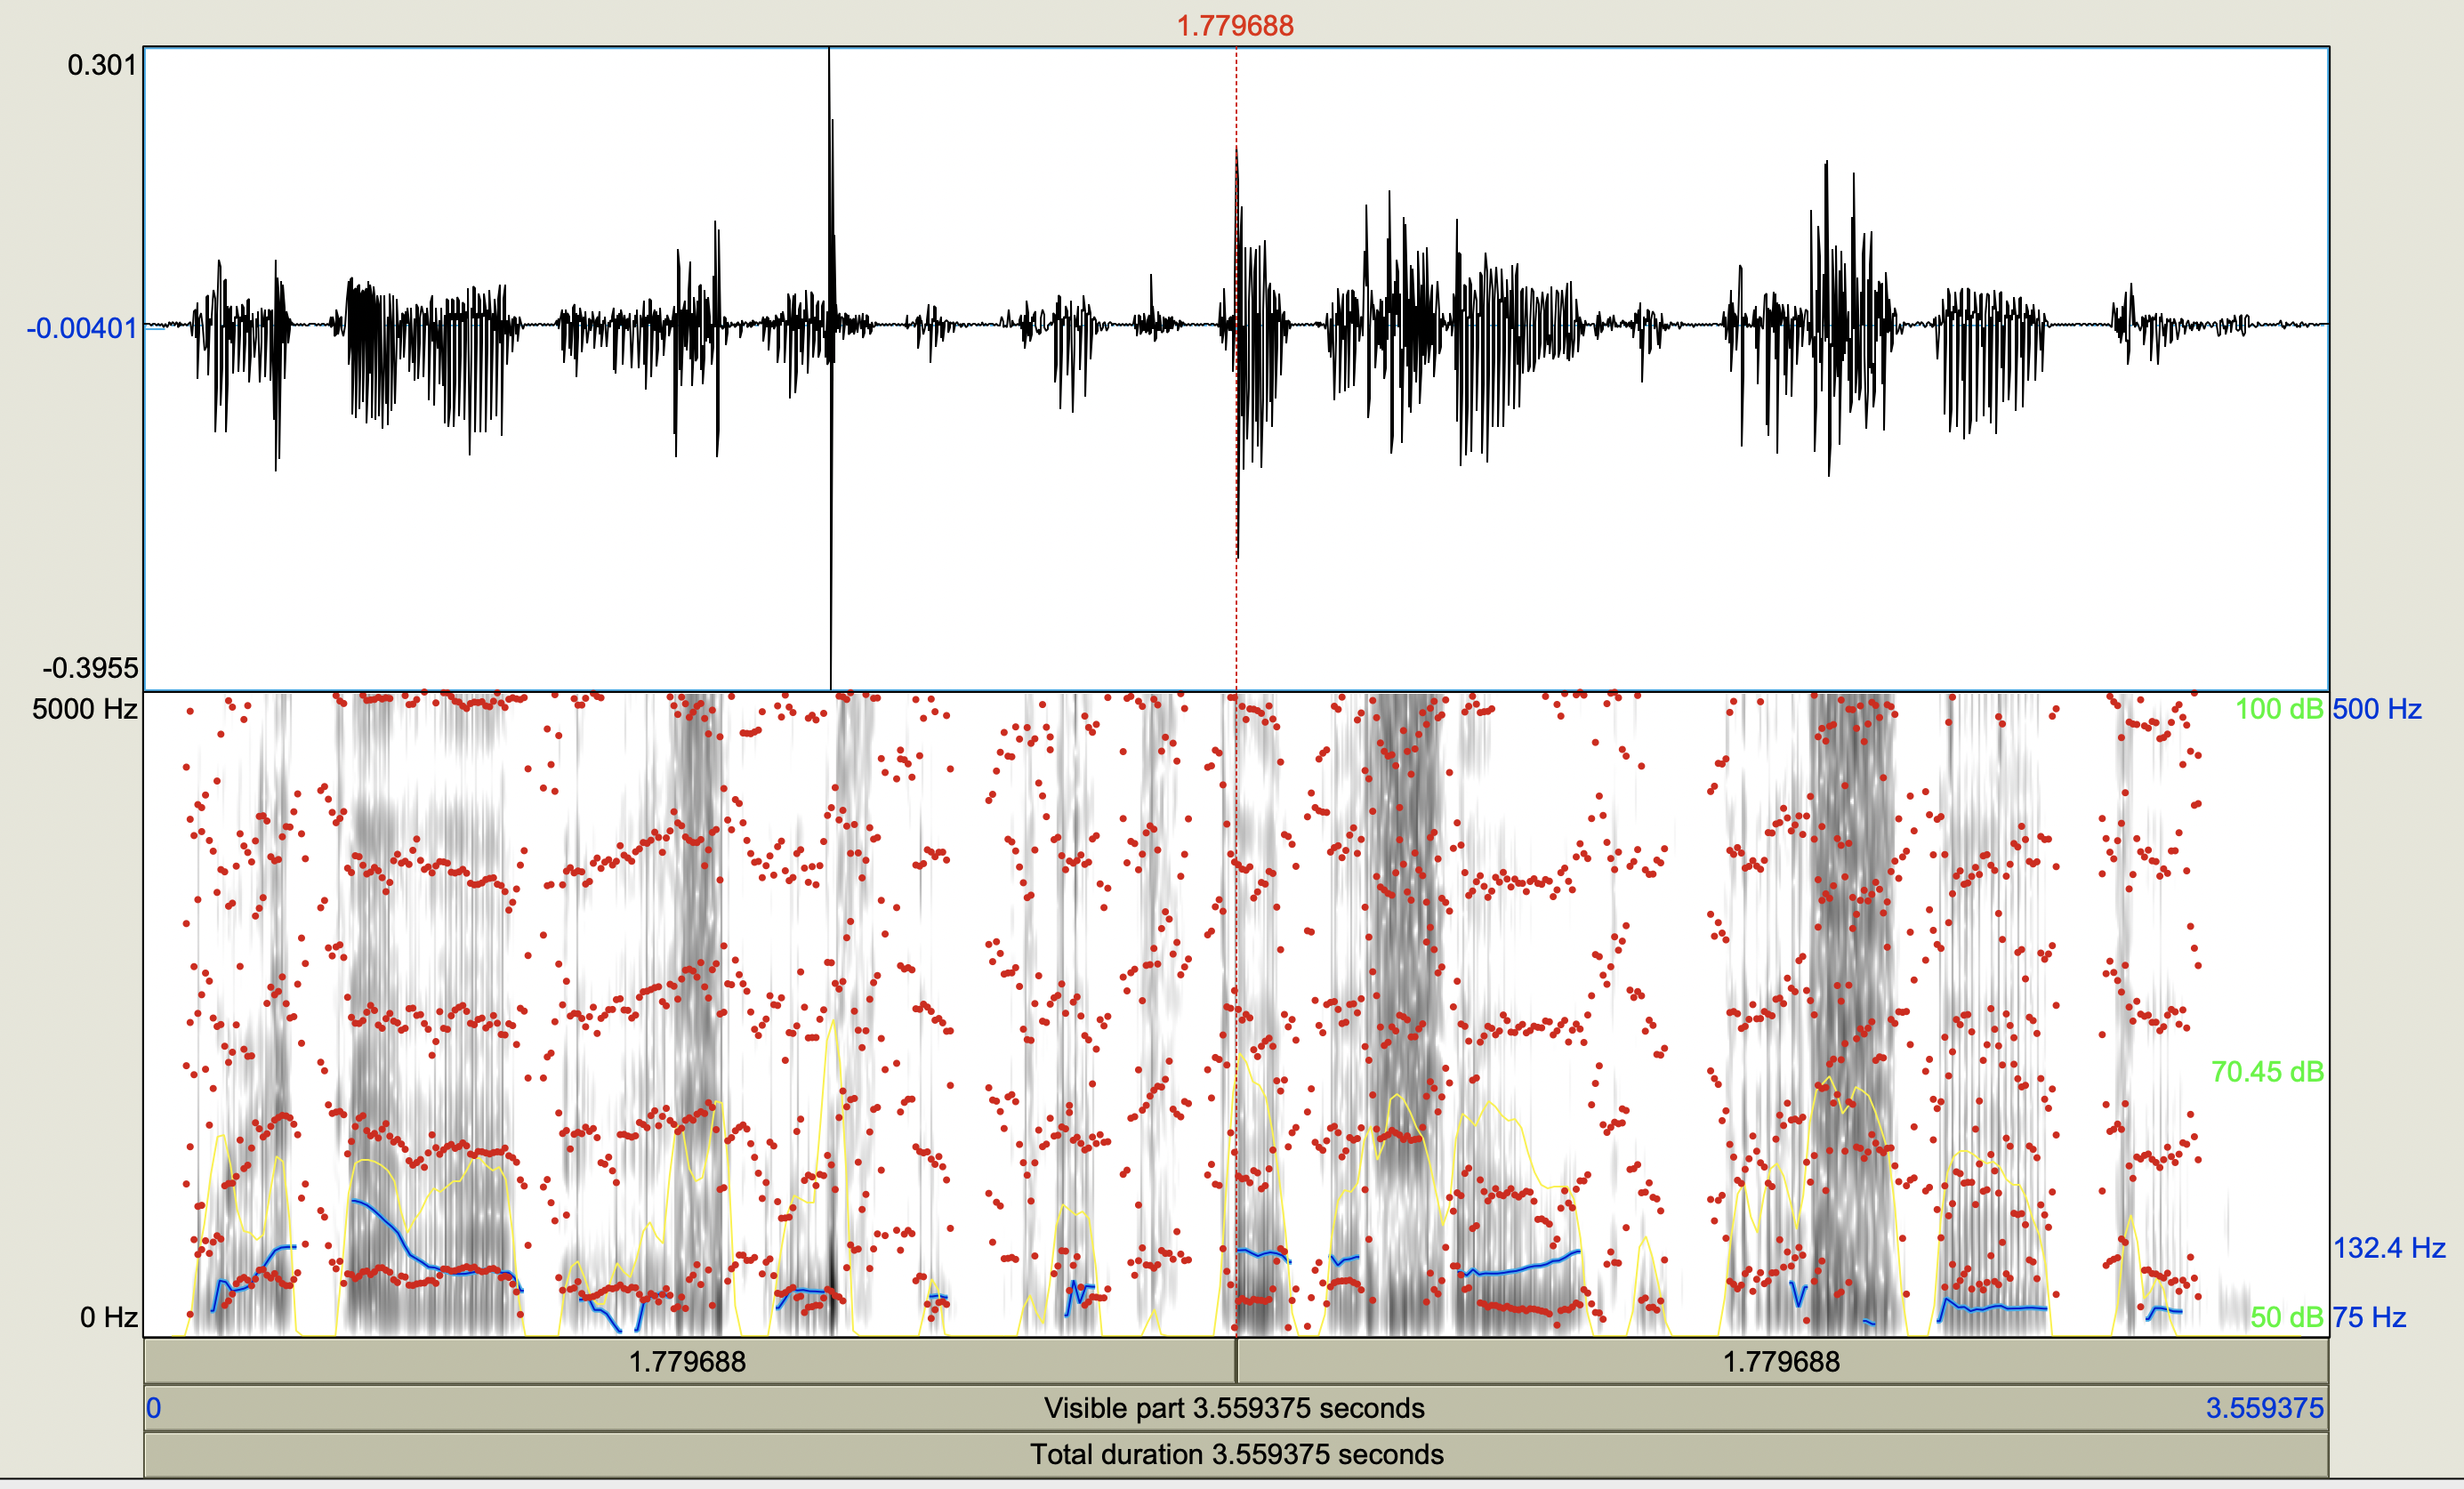 1.779688
0.301
-0.00401
-0.3955
5000 Hz
100 dB 500 Hz
70.45 dB
132.4 Hz
0 Hz
50 dB 75 Hz
1.779688 1.779688
0 Visible part 3.559375 seconds 3.559375
Total duration 3.559375 seconds